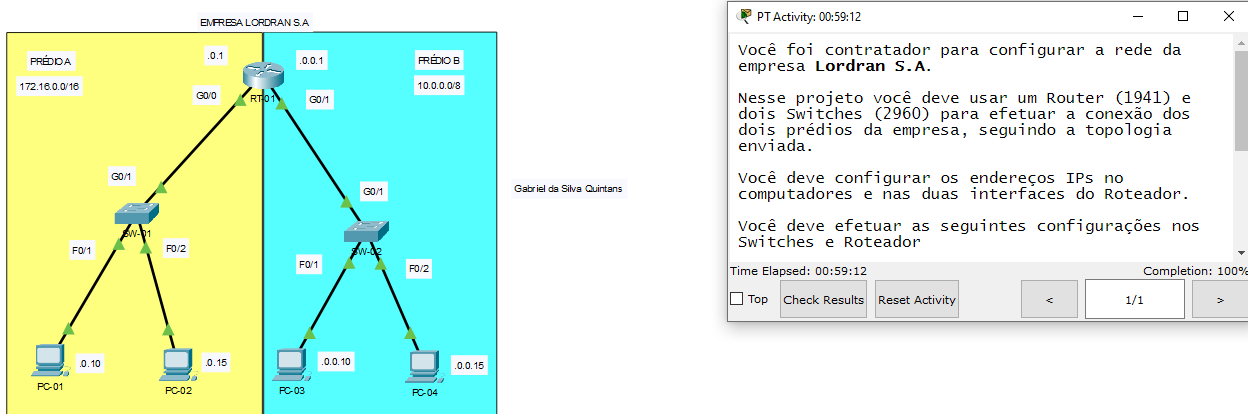 EMPRESA LORDRAN S.A
PRÉDIO A
172.16.0.0/16
.0.1
.0.0.1
PRÉDIO B
10.0.0.0/8
G0/0
RT-01
G0/1
G0/1
SW-01
F0/1
F0/2
G0/1
SW-02
F0/1
F0/2
.0.10
PC-01
.0.15
PC-02
.0.0.10
PC-03
.0.0.15
PC-04
Gabriel da Silva Quintans
PT Activity: 00:59:12
Você foi contratador para configurar a rede da
empresa Lordran S.A.
Nesse projeto você deve usar um Router (1941) e
dois Switches (2960) para efetuar a conexão dos
dois prédios da empresa, seguindo a topologia
enviada.
Você deve configurar os endereços IPs no
computadores e nas duas interfaces do Roteador.
Você deve efetuar as seguintes configurações nos
Switches e Roteador
Time Elapsed: 00:59:12
Completion: 100%
Top
Check Results
Reset Activity
<
1/1
>